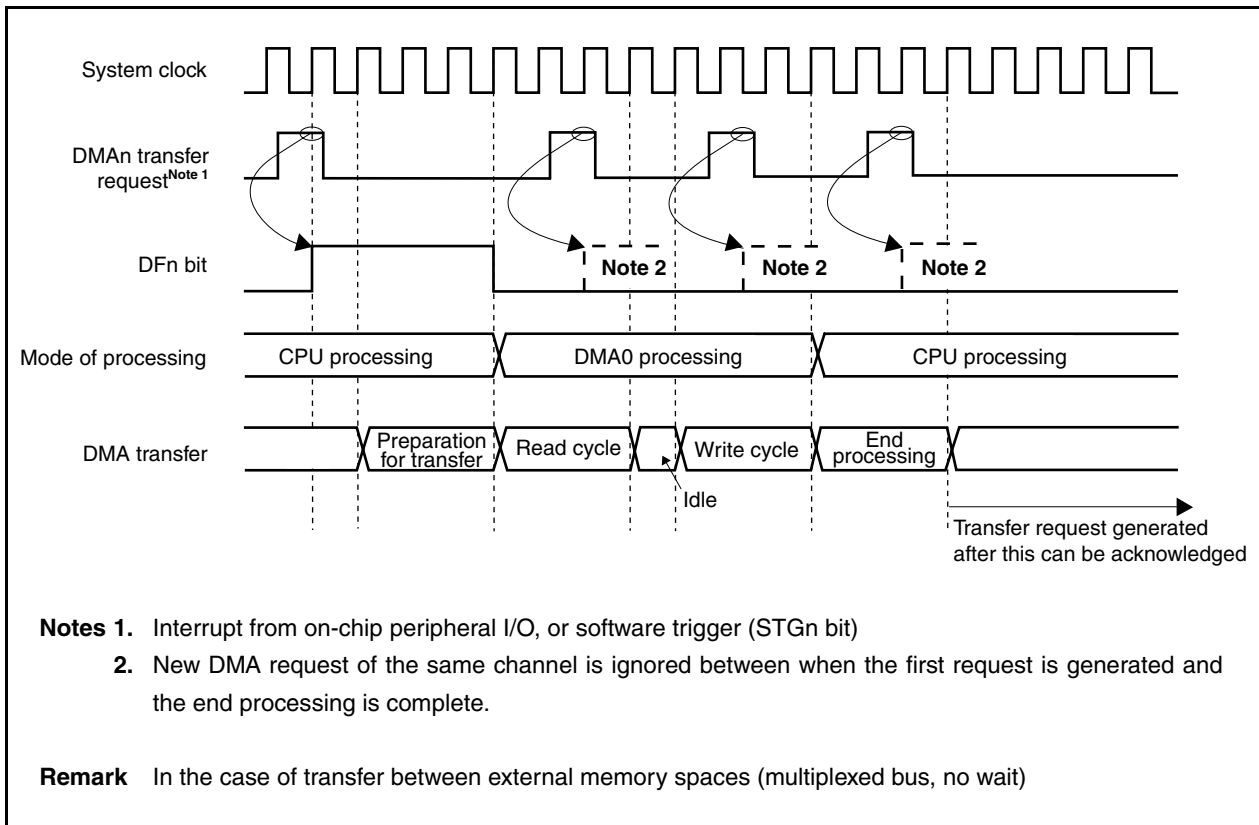 System clock
DMAn transfer
request Note 1
DFn bit
Note 2
Note 2
Note 2
Mode of processing
CPU processing
DMA0 processing
CPU processing
DMA transfer
Preparation
for transfer
Read cycle
Write cycle
End
processing
Idle
Transfer request generated
after this can be acknowledged
Notes 1. Interrupt from on-chip peripheral I/O, or software trigger (STGn bit)
2. New DMA request of the same channel is ignored between when the first request is generated and
the end processing is complete.
Remark In the case of transfer between external memory spaces (multiplexed bus, no wait)